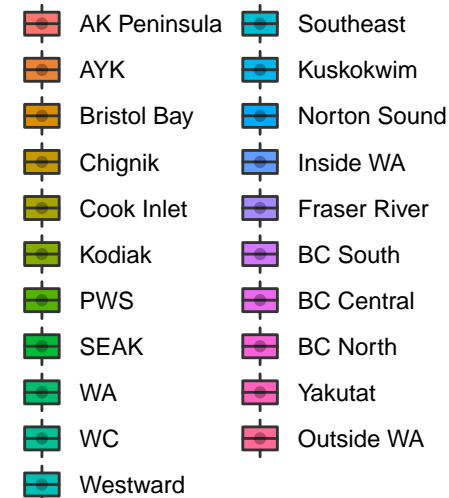 AK Peninsula
AYK
Bristol Bay
Chignik
Cook Inlet
Kodiak
PWS
SEAK
WA
WC
Westward
Southeast
Kuskokwim
Norton Sound
Inside WA
Fraser River
BC South
BC Central
BC North
Yakutat
Outside WA